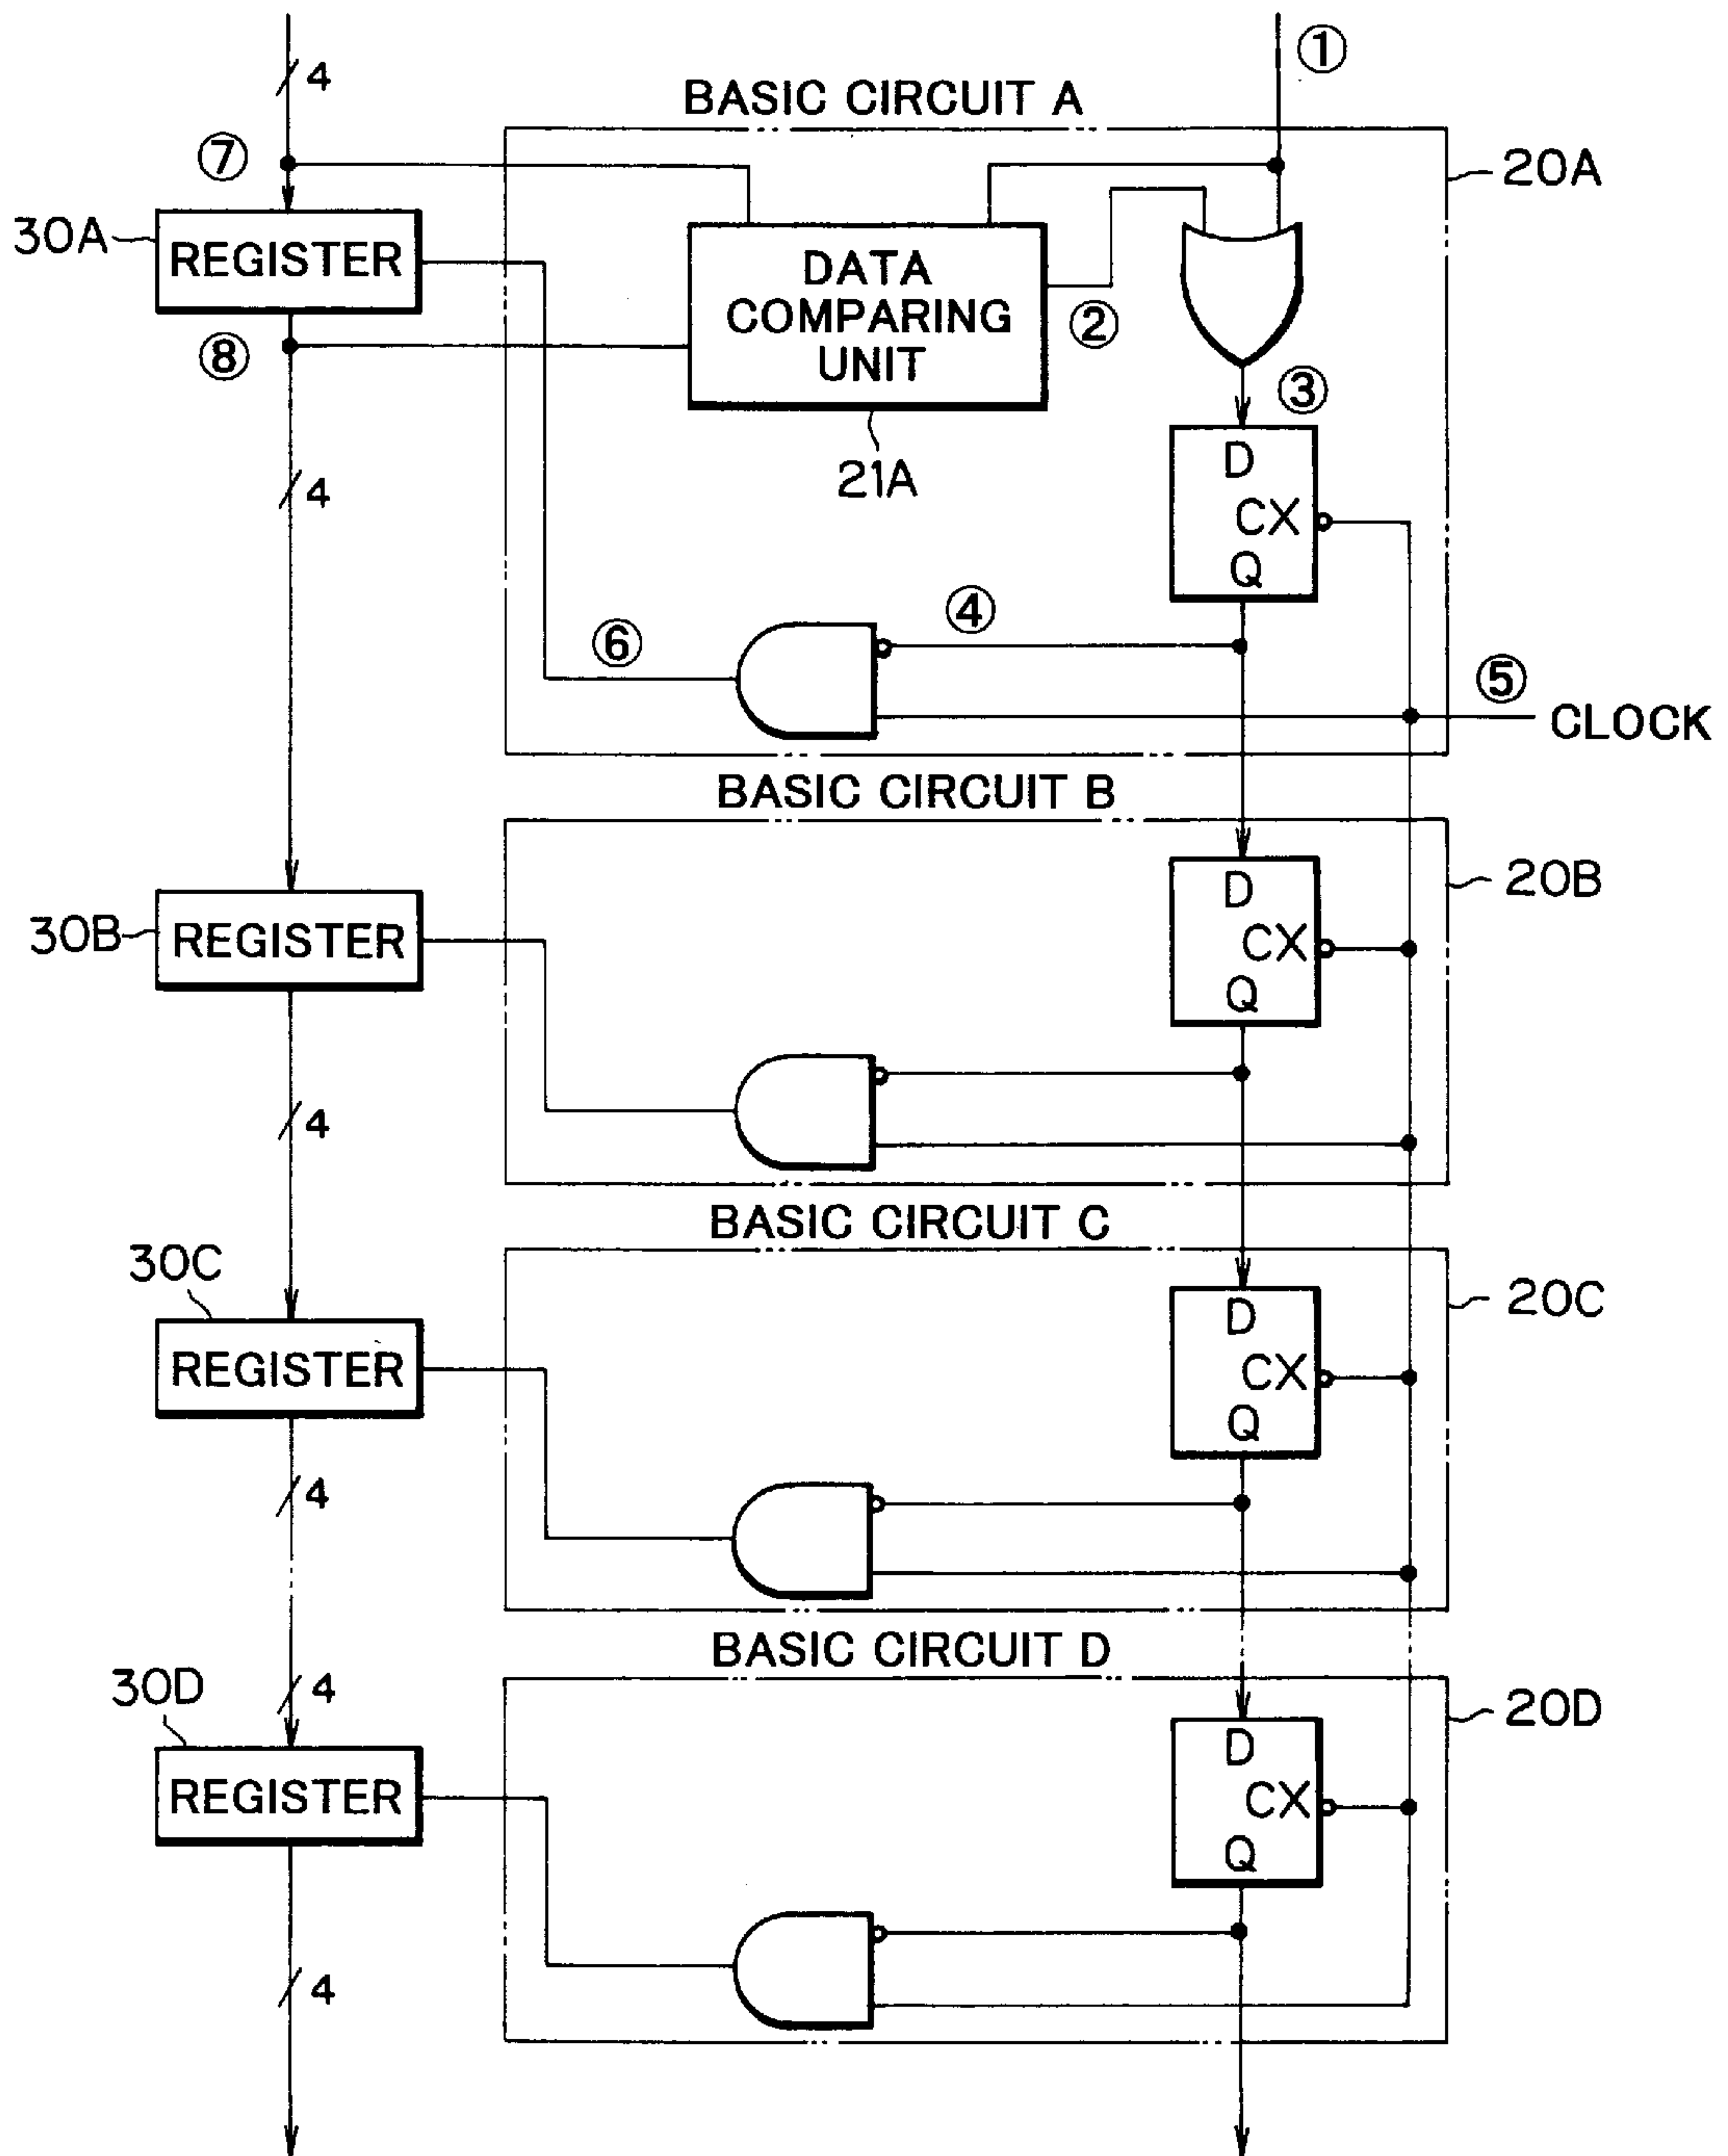 ①
4
BASIC CIRCUIT A
⑦
20A
30A
REGISTER
DATA
COMPARING
UNIT
②
⑧
③
21A
4
D
CX
Q
④
⑥
⑤
CLOCK
BASIC CIRCUIT B
20B
30B
REGISTER
D
CX
Q
4
BASIC CIRCUIT C
30C
20C
REGISTER
D
CX
Q
4
BASIC CIRCUIT D
30D
4
20D
REGISTER
D
CX
Q
4